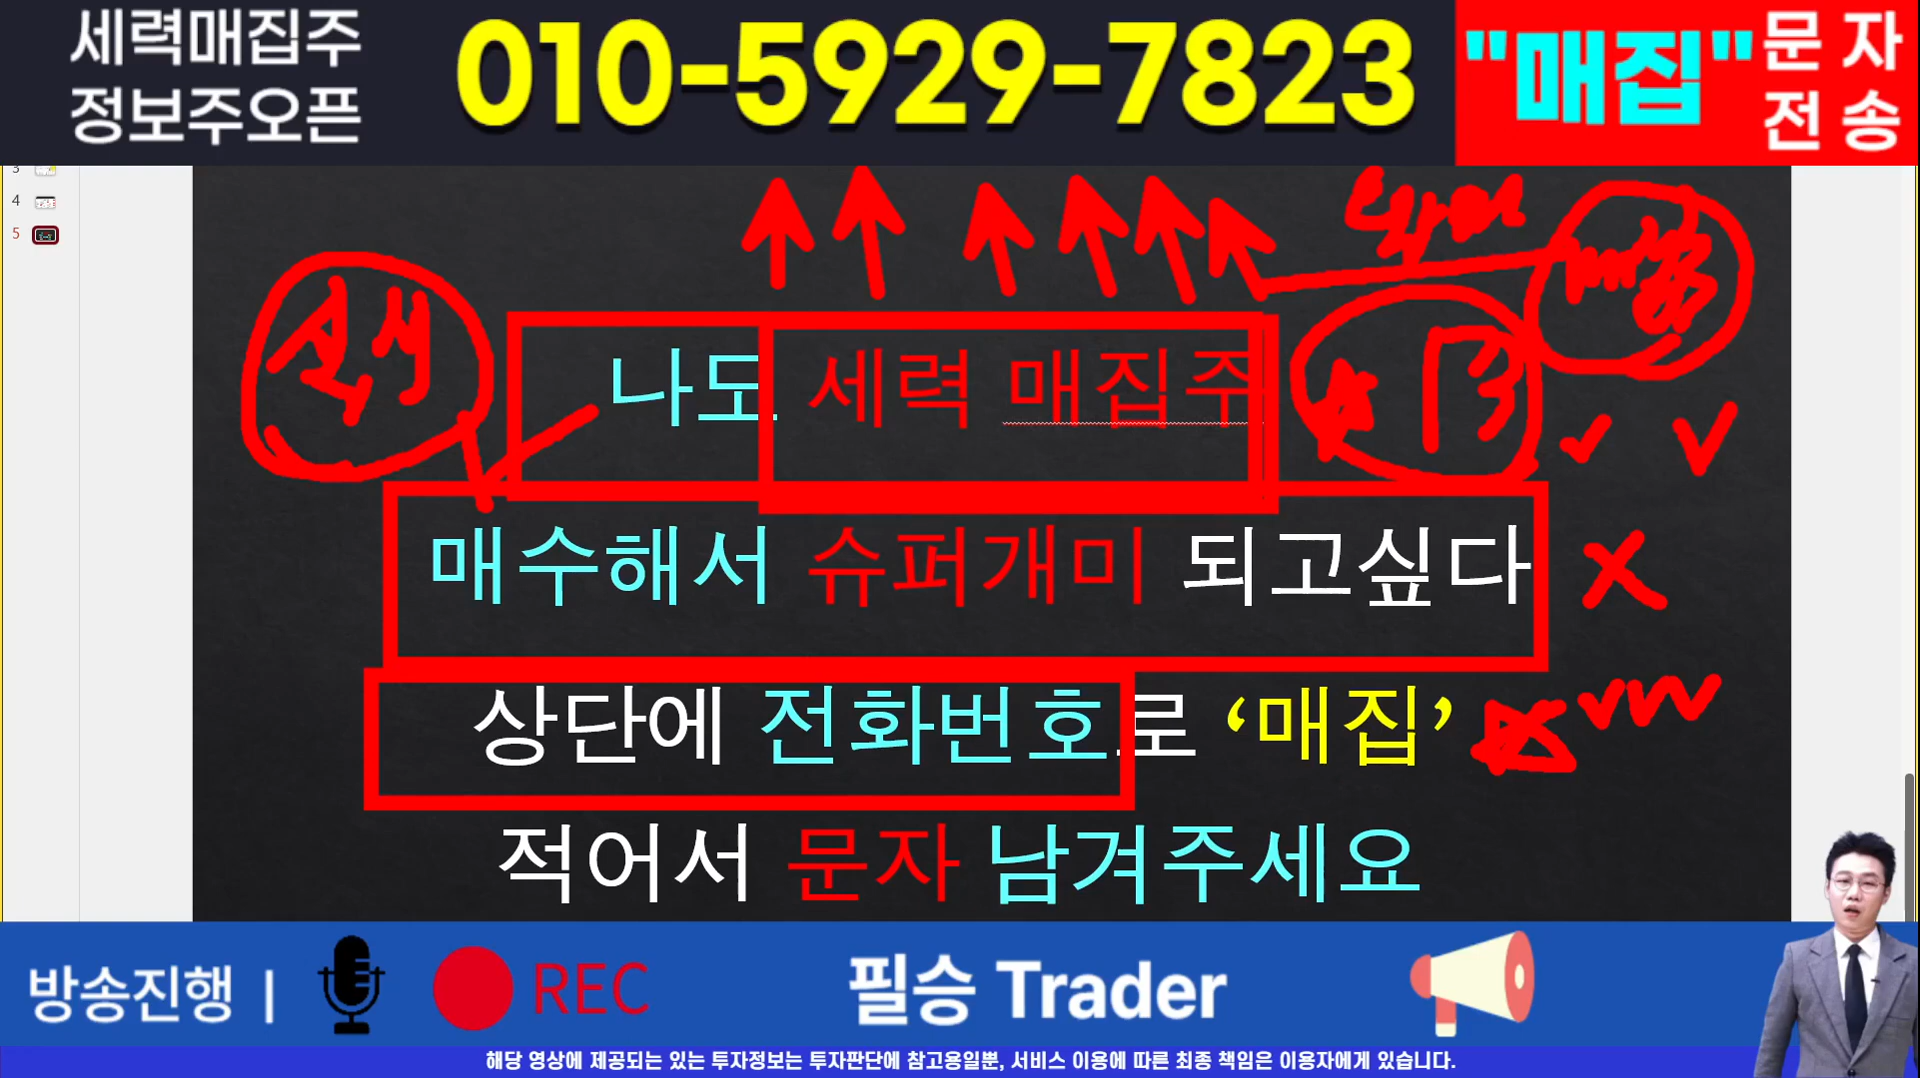 세력매집주
정보주오픈
010-5929-7823
"매집"
문자
전송
3
4
5
나도 세력 매집주
매수해서 슈퍼개미 되고싶다
상단에 전화번호로 ‘매집’
적어서 문자 남겨주세요
방송진행 |
REC
필승 Trader
해당 영상에 제공되는 있는 투자정보는 투자판단에 참고용일뿐, 서비스 이용에 따른 최종 책임은 이용자에게 있습니다.